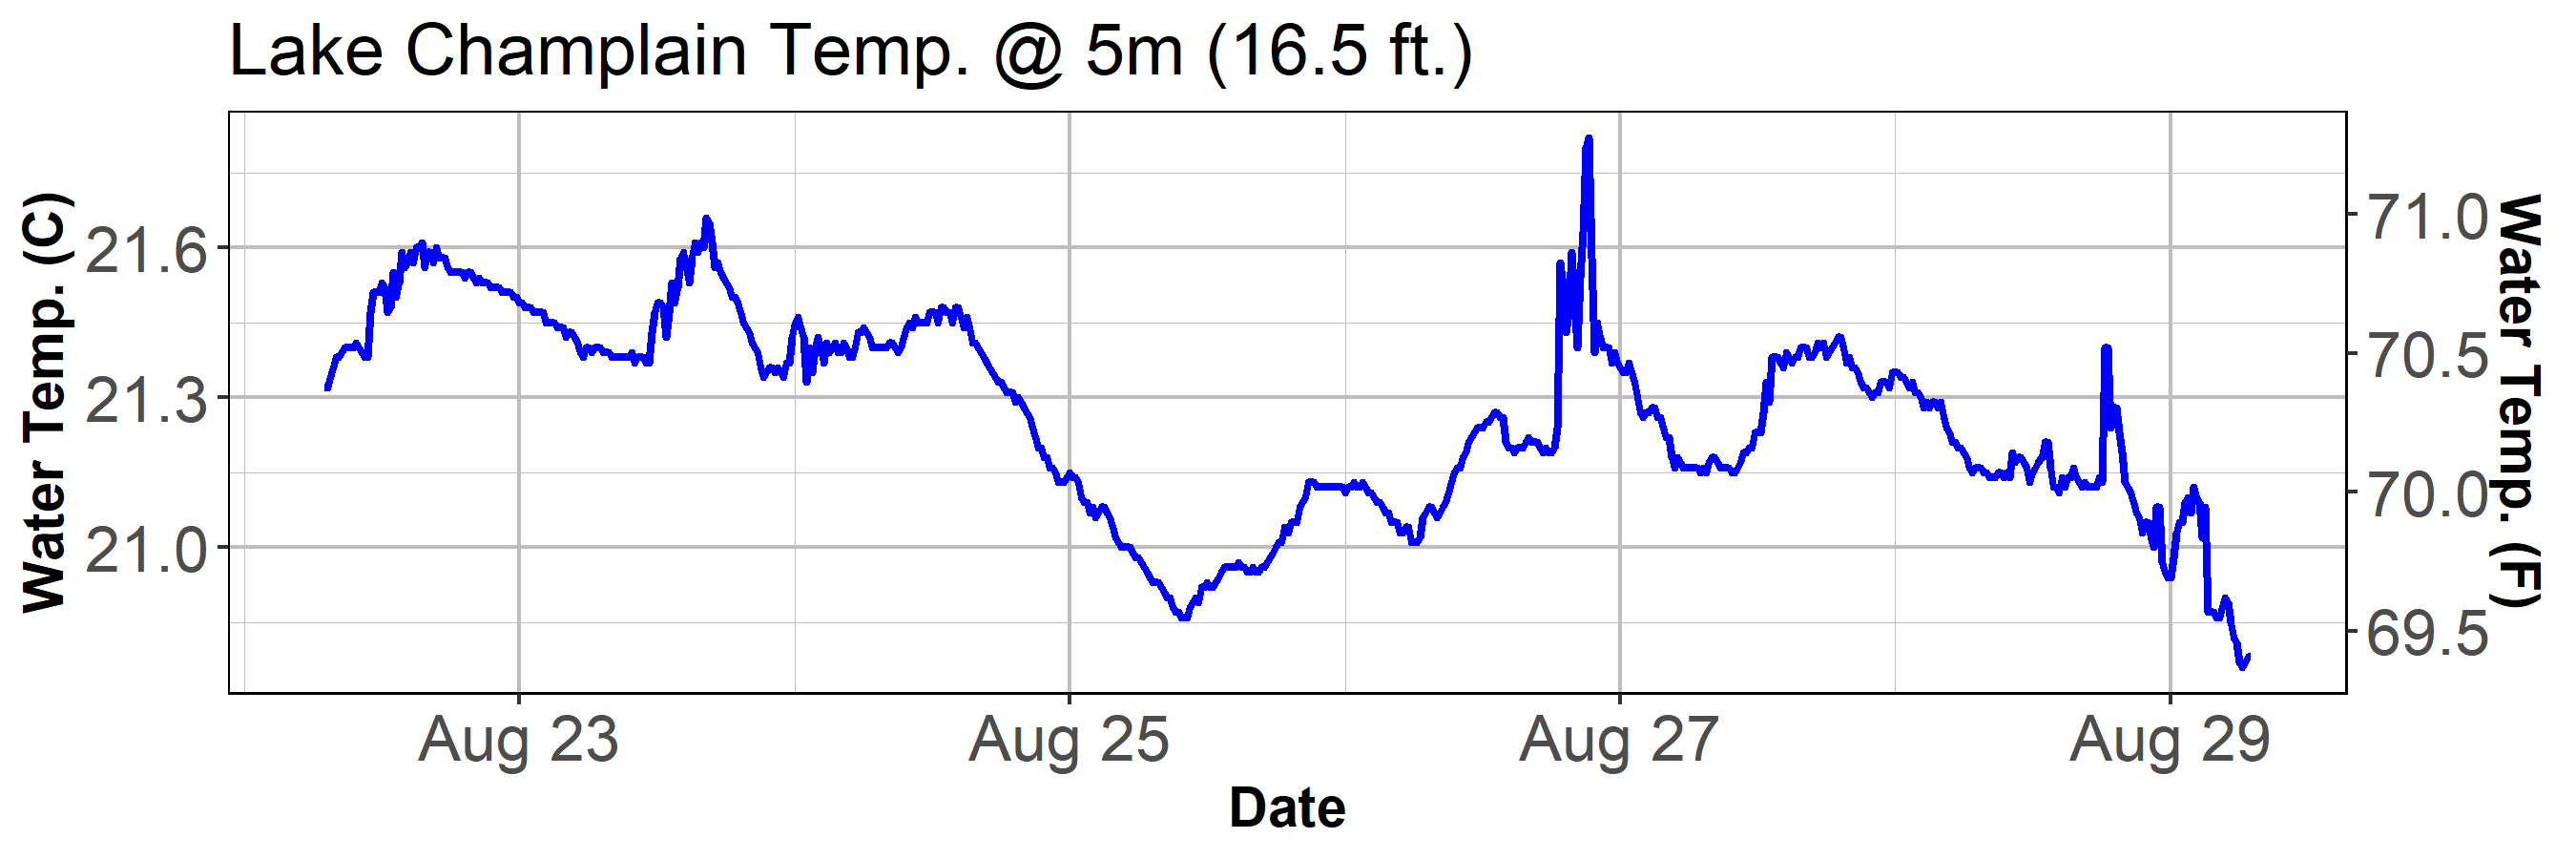 Lake Champlain Temp. @ 5m (16.5 ft.)
Water Temp. (C)
21.6
21.3
21.0
71.0
70.5
70.0
69.5
Water Temp. (F)
Aug 23
Aug 25
Aug 27
Aug 29
Date